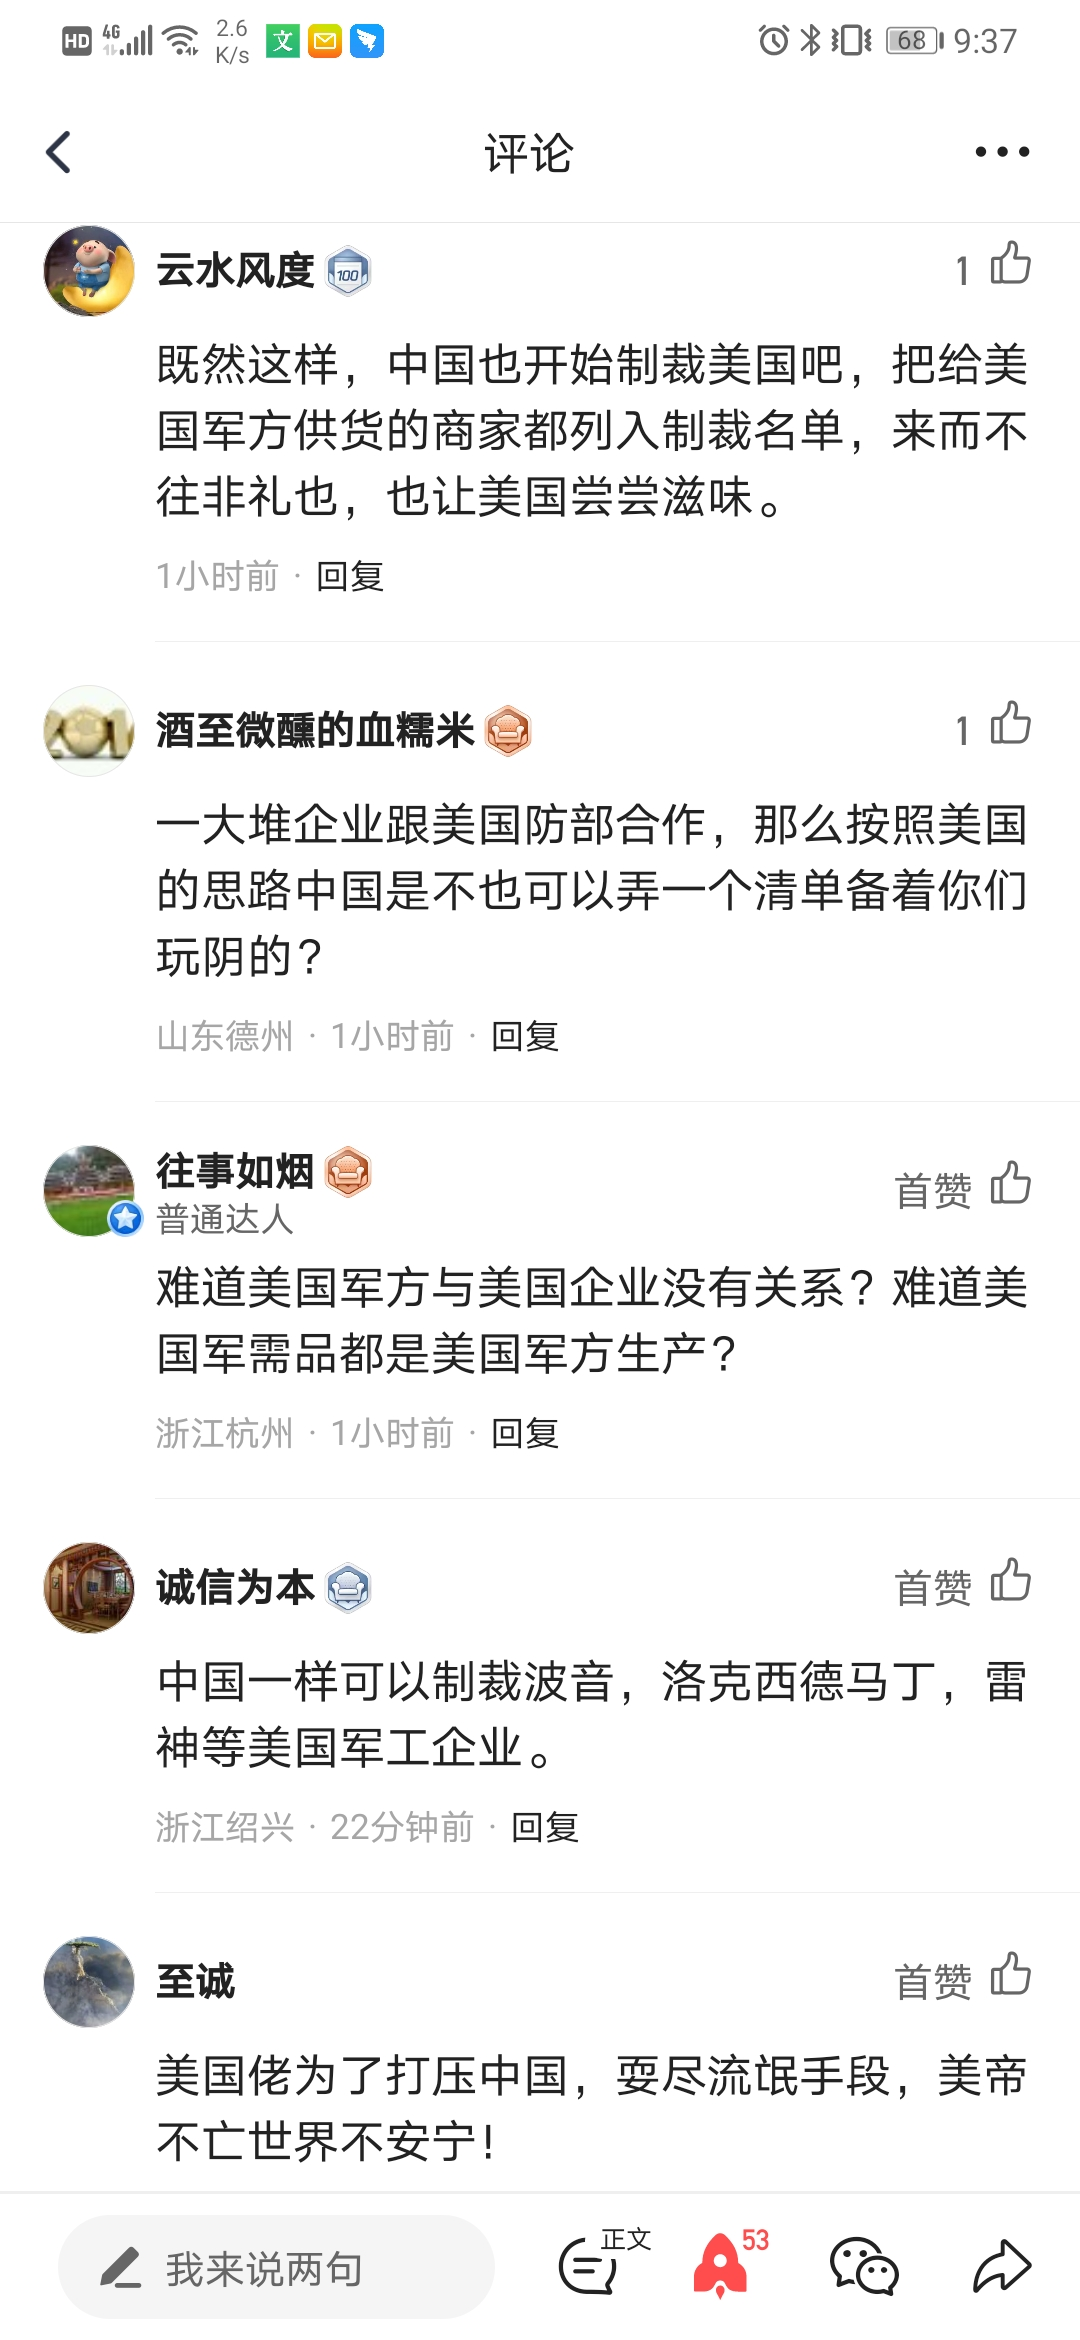 HD 4G 2.6 K/s 文 68 9:37
评论
云水风度 100 1
既然这样，中国也开始制裁美国吧，把给美
国军方供货的商家都列入制裁名单，来而不
往非礼也，也让美国尝尝滋味。
1小时前 · 回复
201
酒至微醺的血糯米 1
一大堆企业跟美国防部合作，那么按照美国
的思路中国是不也可以弄一个清单备着你们
玩阴的？
山东德州 · 1小时前 · 回复
往事如烟 首赞
普通达人
难道美国军方与美国企业没有关系？难道美
国军需品都是美国军方生产？
浙江杭州 · 1小时前 · 回复
诚信为本 首赞
中国一样可以制裁波音，洛克西德马丁，雷
神等美国军工企业。
浙江绍兴 · 22分钟前 · 回复
至诚 首赞
美国佬为了打压中国，耍尽流氓手段，美帝
不亡世界不安宁！
我来说两句 正文 53